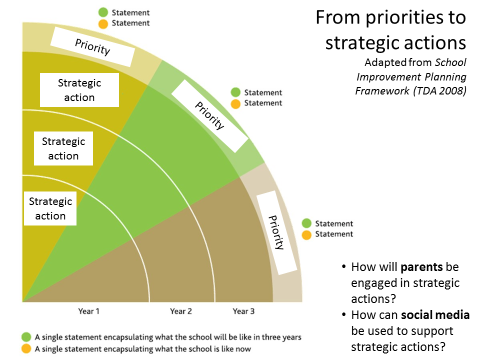 From priorities to
strategic actions
Adapted from School
Improvement Planning
Framework (TDA 2008)
Statement
Statement
Priority
Strategic
action
Statement
Statement
Priority
Strategic
action
Strategic
action
Statement
Statement
Priority
Year 1
Year 2
Year 3
• How will parents be
engaged in strategic
actions?
• How can social media
be used to support
strategic actions?
A single statement encapsulating what the school will be like in three years
A single statement encapsulating what the school is like now